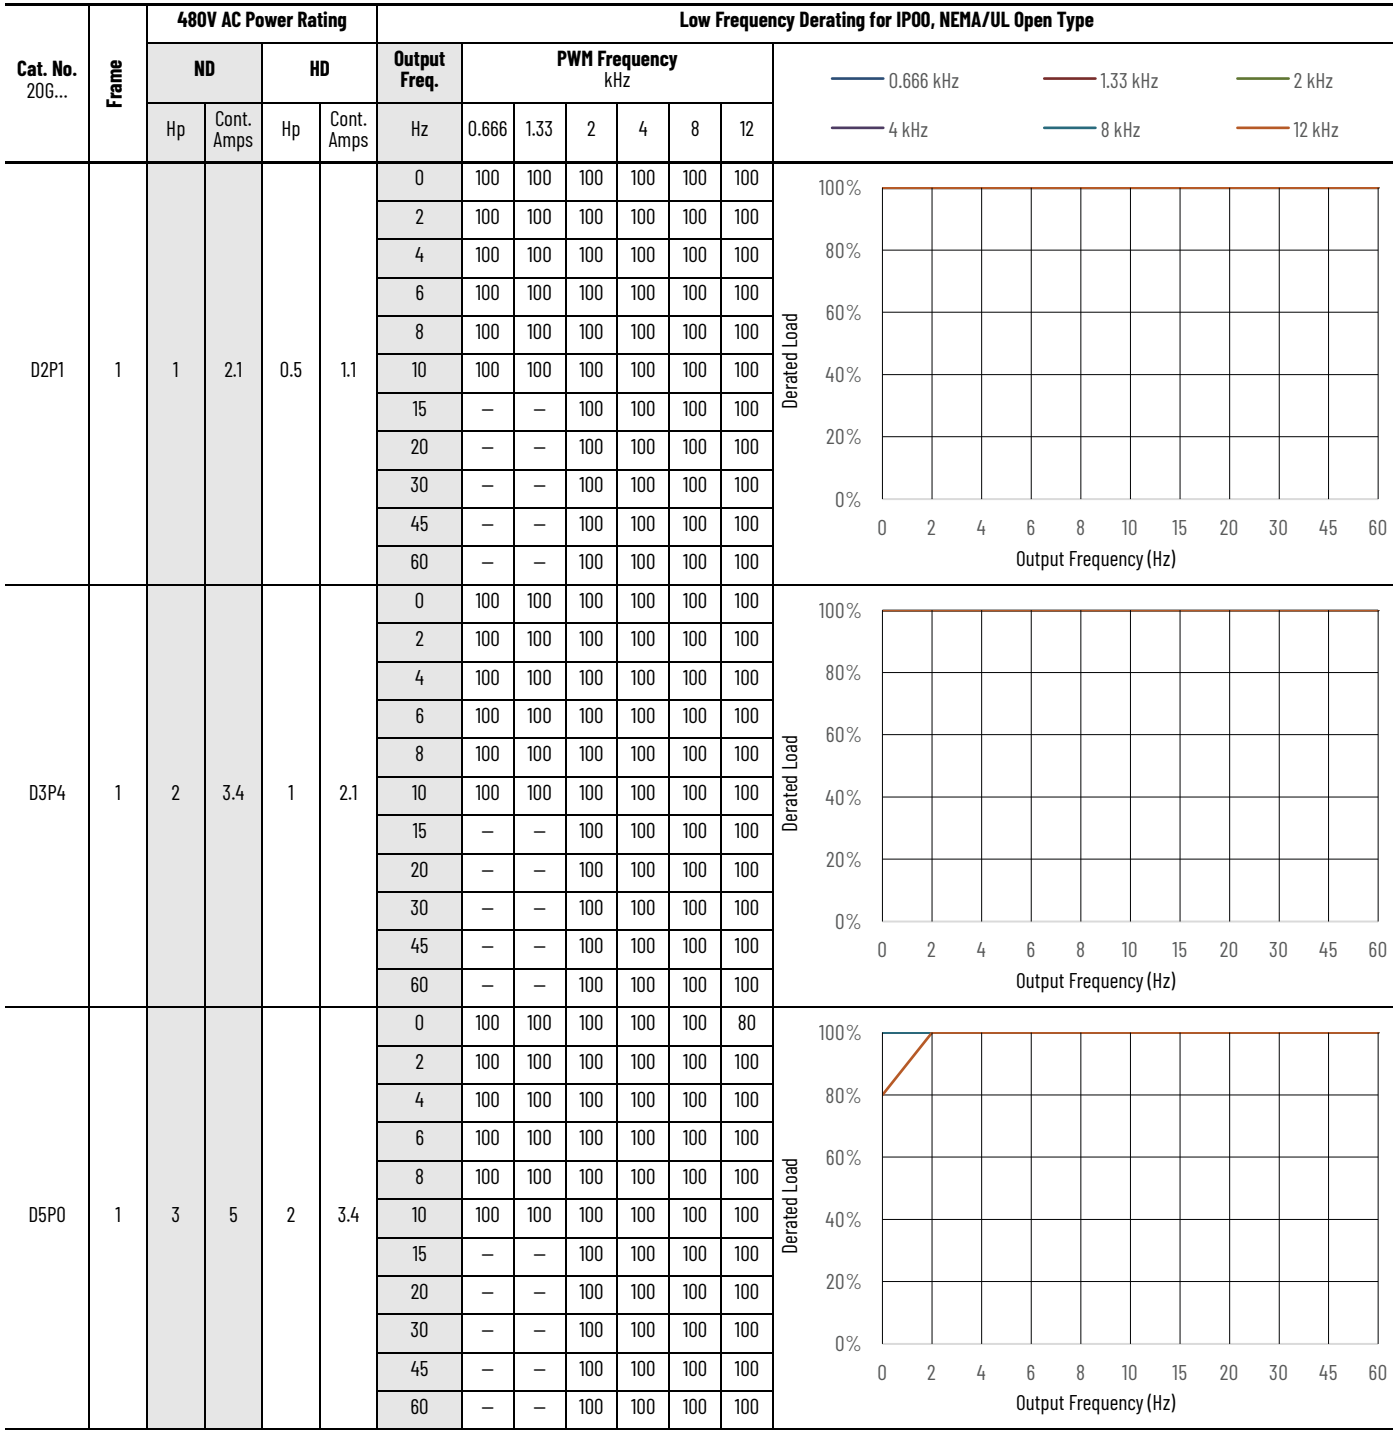 480V AC Power Rating Low Frequency Derating for IP00, NEMA/UL Open Type
Cat. No. 20G... Frame ND HD Output Freq. PWM Frequency kHz
0.666 kHz 1.33 kHz 2 kHz
4 kHz 8 kHz 12 kHz
Hp Cont. Amps Hp Cont. Amps Hz 0.666 1.33 2 4 8 12
D2P1 1 1 2.1 0.5 1.1
0 100 100 100 100 100 100
2 100 100 100 100 100 100
4 100 100 100 100 100 100
6 100 100 100 100 100 100
8 100 100 100 100 100 100
10 100 100 100 100 100 100
15 – – 100 100 100 100
20 – – 100 100 100 100
30 – – 100 100 100 100
45 – – 100 100 100 100
60 – – 100 100 100 100
Derated Load
100%
80%
60%
40%
20%
0%
0 2 4 6 8 10 15 20 30 45 60
Output Frequency (Hz)
D3P4 1 2 3.4 1 2.1
0 100 100 100 100 100 100
2 100 100 100 100 100 100
4 100 100 100 100 100 100
6 100 100 100 100 100 100
8 100 100 100 100 100 100
10 100 100 100 100 100 100
15 – – 100 100 100 100
20 – – 100 100 100 100
30 – – 100 100 100 100
45 – – 100 100 100 100
60 – – 100 100 100 100
Derated Load
100%
80%
60%
40%
20%
0%
0 2 4 6 8 10 15 20 30 45 60
Output Frequency (Hz)
D5P0 1 3 5 2 3.4
0 100 100 100 100 100 80
2 100 100 100 100 100 100
4 100 100 100 100 100 100
6 100 100 100 100 100 100
8 100 100 100 100 100 100
10 100 100 100 100 100 100
15 – – 100 100 100 100
20 – – 100 100 100 100
30 – – 100 100 100 100
45 – – 100 100 100 100
60 – – 100 100 100 100
Derated Load
100%
80%
60%
40%
20%
0%
0 2 4 6 8 10 15 20 30 45 60
Output Frequency (Hz)